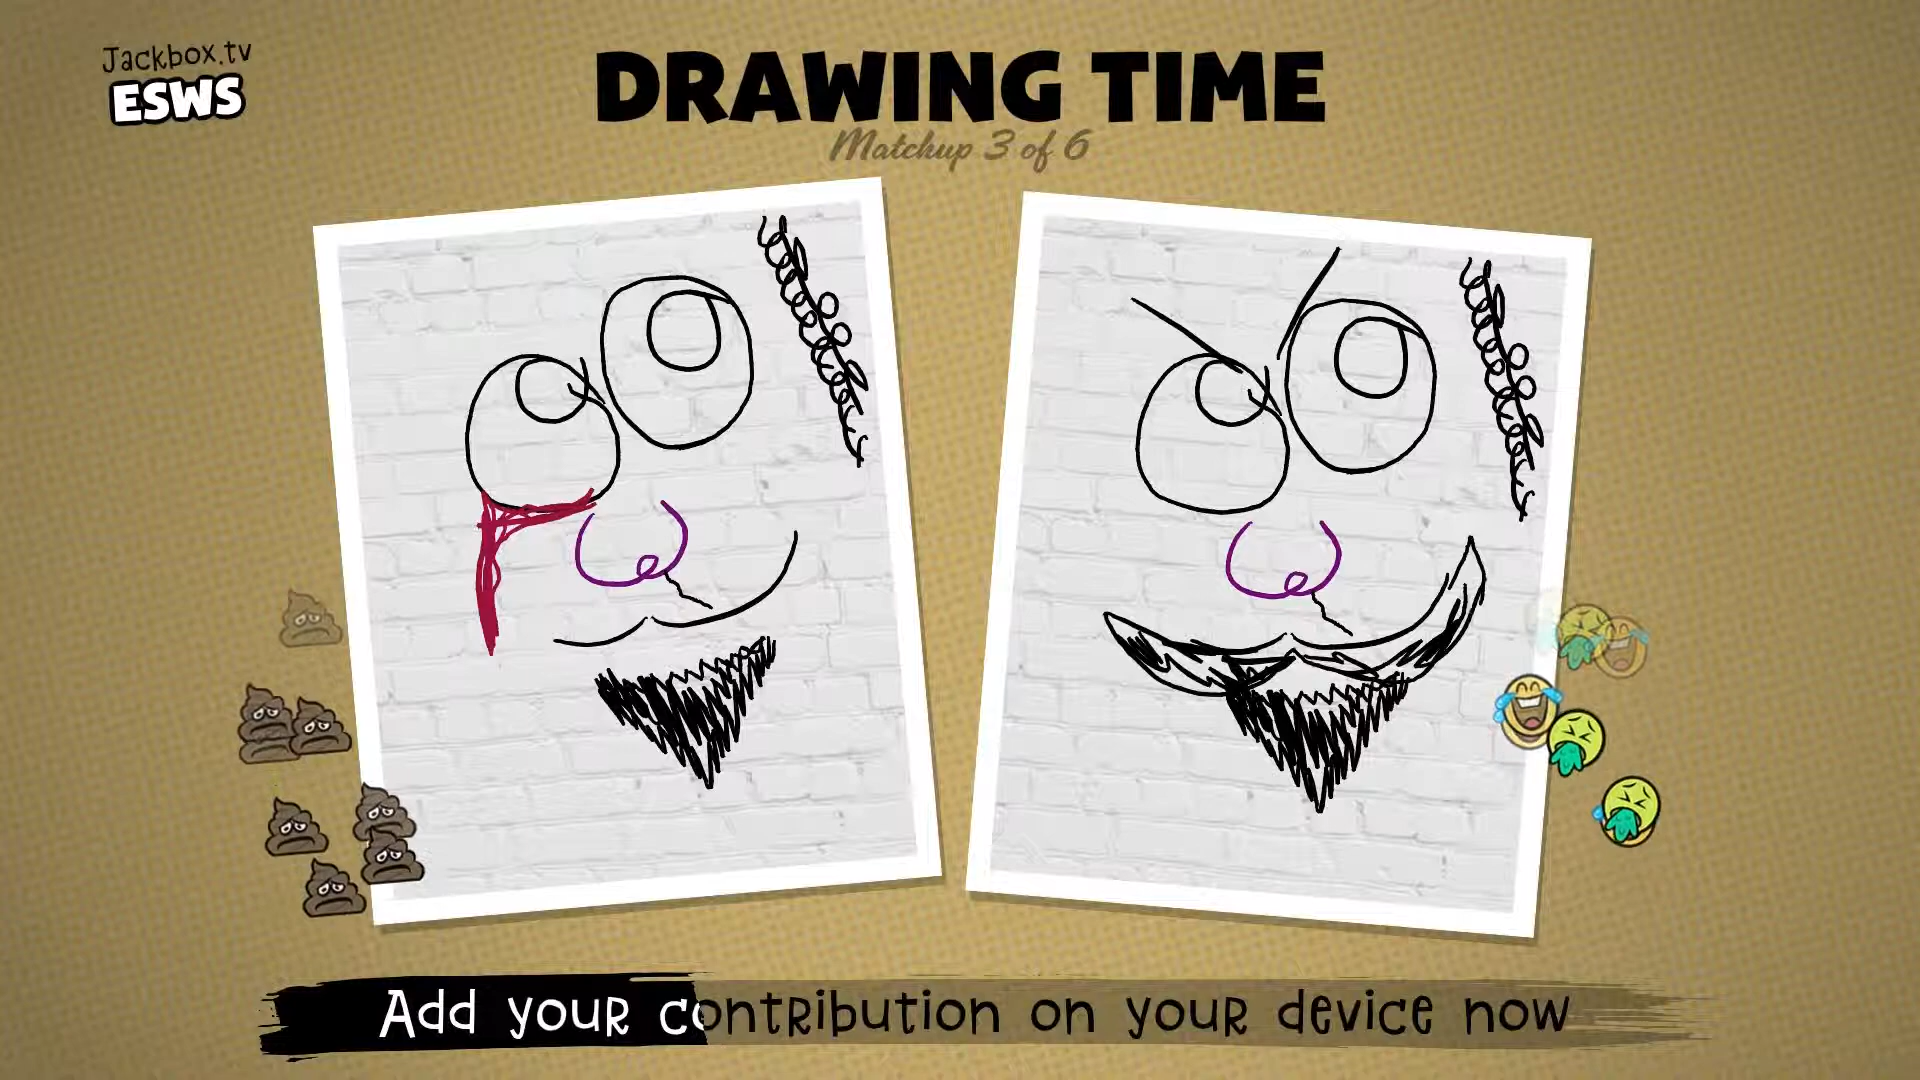 Jackbox.tv
ESWS
DRAWING TIME
Matchup 3 of 6
Add your contribution on your device now